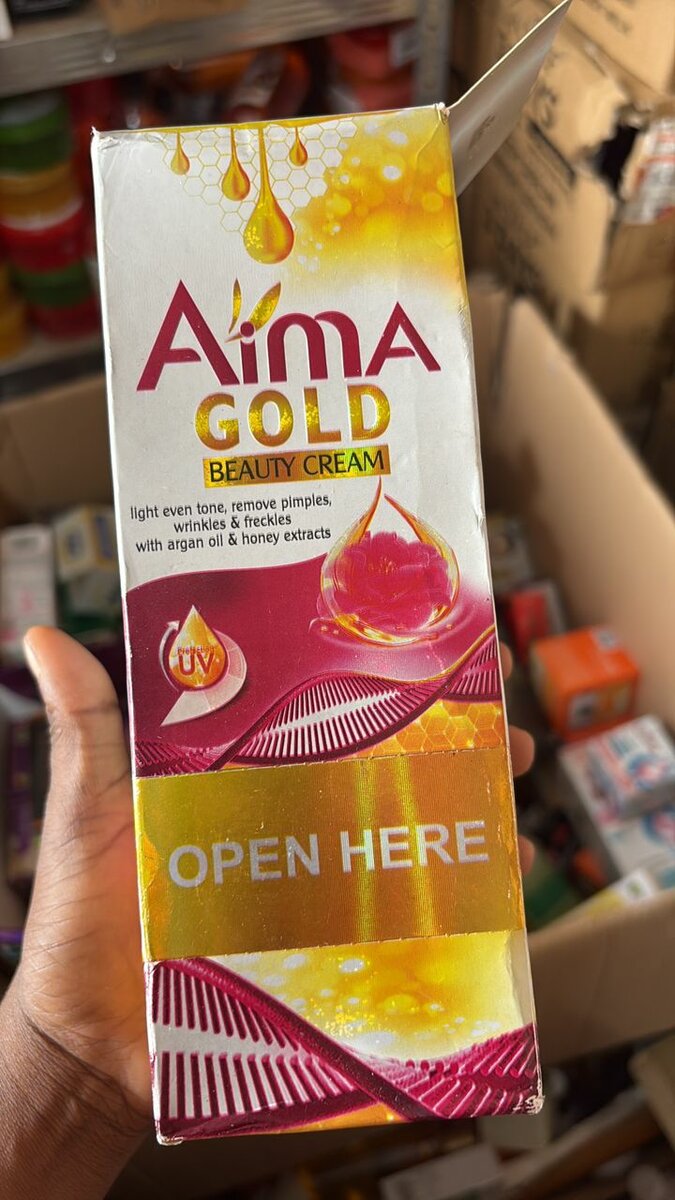 AimA
GOLD
BEAUTY CREAM
light even tone, remove pimples,
wrinkles & freckles
with argan oil & honey extracts
Protection
UV
OPEN HERE